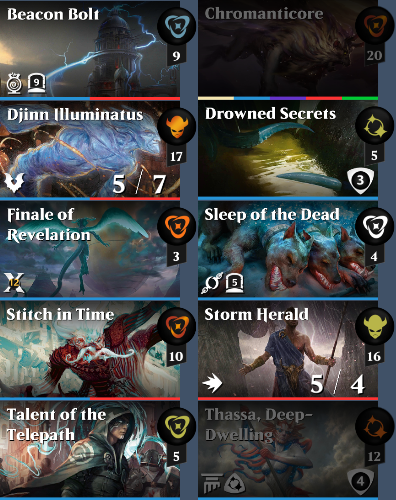 Beacon Bolt
9
9
Chromanticore
20
Djinn Illuminatus
17
5 / 7
Drowned Secrets
5
3
Finale of
Revelation
3
X
12
Sleep of the Dead
4
5
Stitch in Time
10
Storm Herald
16
5 / 4
Talent of the
Telepath
5
Thassa, Deep-
Dwelling
12
4